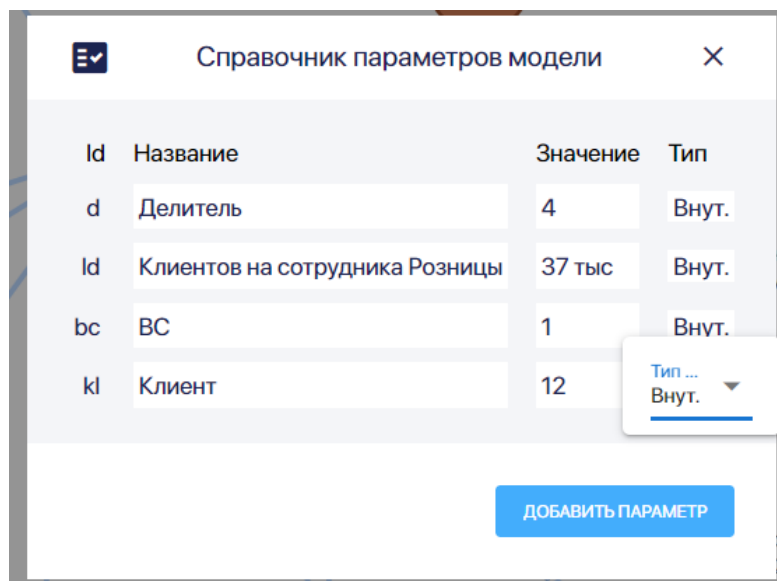 Справочник параметров модели
Id Название Значение Тип
d Делитель 4 Внут.
Id Клиентов на сотрудника Розницы 37 тыс Внут.
bc ВС 1 Внут.
kl Клиент 12
Тип ...
Внут.
ДОБАВИТЬ ПАРАМЕТР